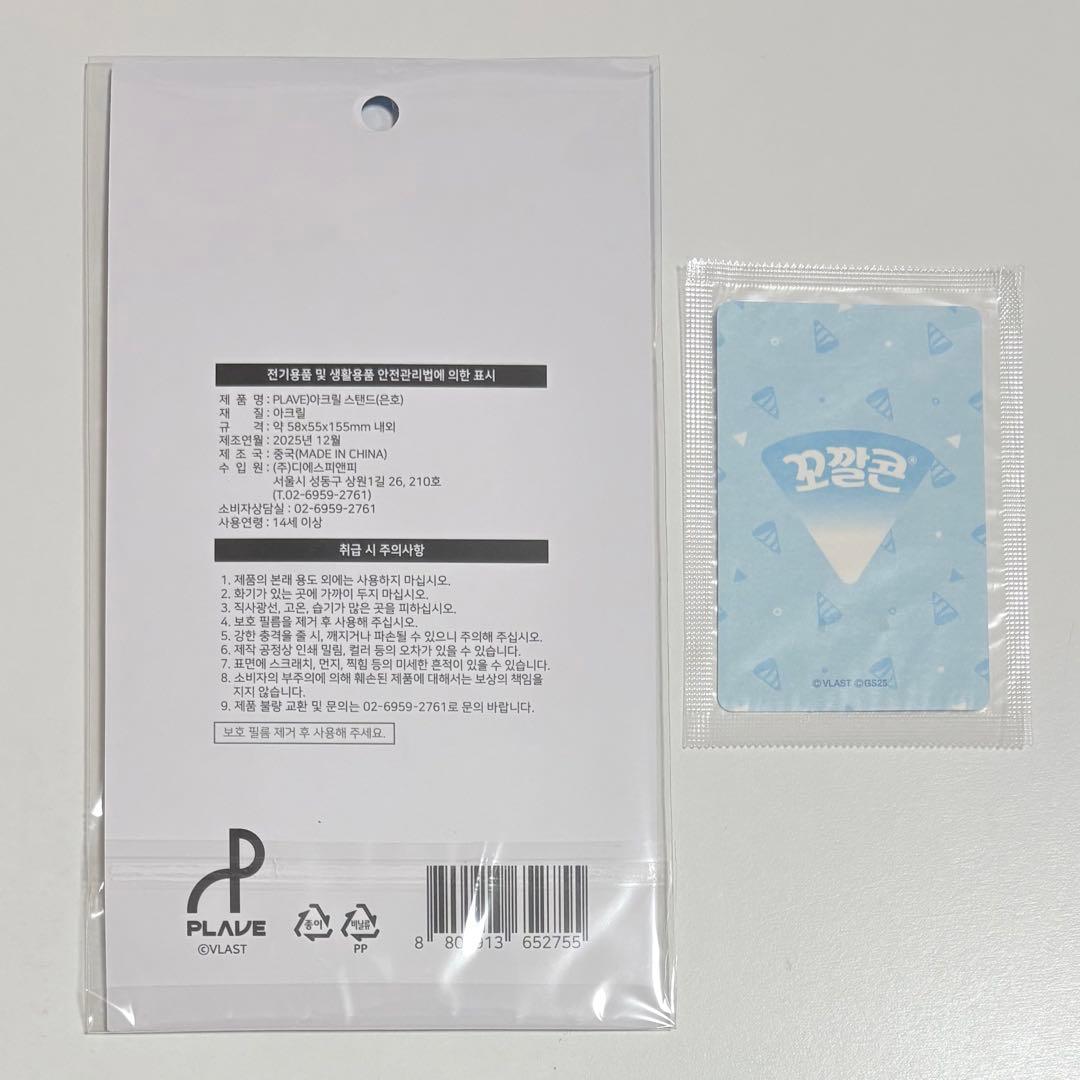 전기용품 및 생활용품 안전관리법에 의한 표시
제 품 명 : PLAVE)아크릴 스탠드(은호)
재 질 : 아크릴
규 격 : 약 58x55x155mm 내외
제조연월 : 2025년 12월
제 조 국 : 중국(MADE IN CHINA)
수 입 원 : (주)디에스피앤피
서울시 성동구 상원1길 26, 210호
(T.02-6959-2761)
소비자상담실 : 02-6959-2761
사용연령 : 14세 이상
취급 시 주의사항
1. 제품의 본래 용도 외에는 사용하지 마십시오.
2. 화기가 있는 곳에 가까이 두지 마십시오.
3. 직사광선, 고온, 습기가 많은 곳을 피하십시오.
4. 보호 필름을 제거 후 사용해 주십시오.
5. 강한 충격을 줄 시, 깨지거나 파손될 수 있으니 주의해 주십시오.
6. 제작 공정상 인쇄 밀림, 컬러 등의 오차가 있을 수 있습니다.
7. 표면에 스크래치, 먼지, 찍힘 등의 미세한 흔적이 있을 수 있습니다.
8. 소비자의 부주의에 의해 훼손된 제품에 대해서는 보상의 책임을
지지 않습니다.
9. 제품 불량 교환 및 문의는 02-6959-2761로 문의 바랍니다.
보호 필름 제거 후 사용해 주세요.
PLAVE
©VLAST
종이
비닐류
PP
8 652755
꼬깔콘®
©VLAST ©GS25